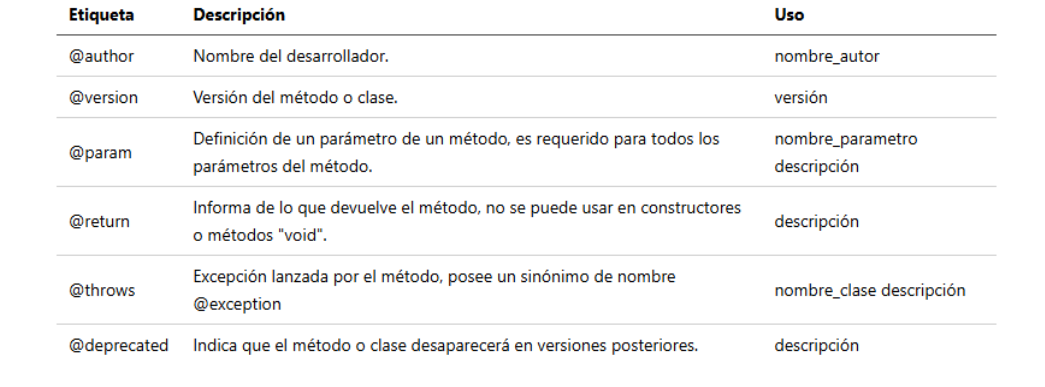 Etiqueta Descripción Uso
@author Nombre del desarrollador. nombre_autor
@version Versión del método o clase. versión
@param Definición de un parámetro de un método, es requerido para todos los parámetros del método. nombre_parametro descripción
@return Informa de lo que devuelve el método, no se puede usar en constructores o métodos "void". descripción
@throws Excepción lanzada por el método, posee un sinónimo de nombre @exception nombre_clase descripción
@deprecated Indica que el método o clase desaparecerá en versiones posteriores. descripción